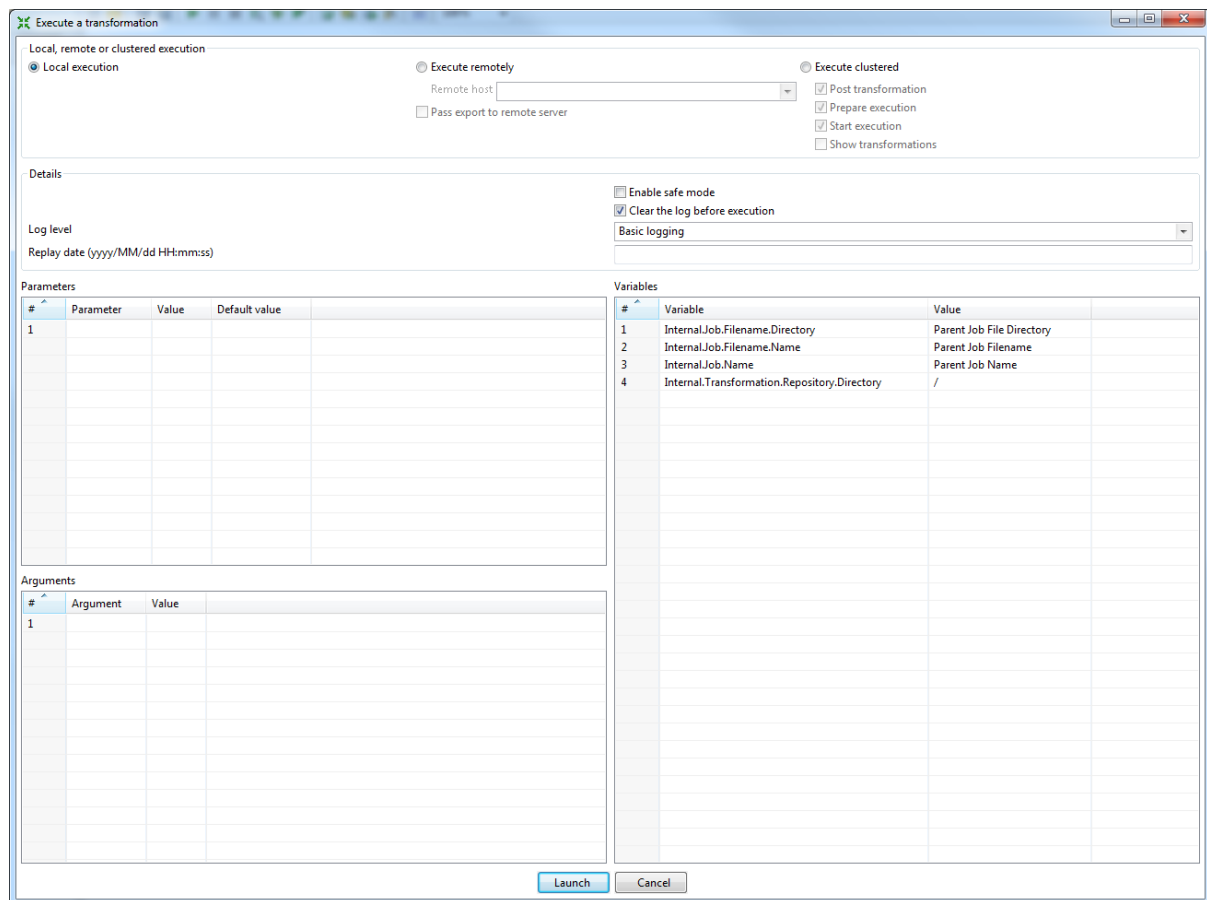 Execute a transformation
Local, remote or clustered execution
Local execution
Execute remotely
Execute clustered
Remote host
Post transformation
Pass export to remote server
Prepare execution
Start execution
Show transformations
Details
Enable safe mode
Clear the log before execution
Log level
Basic logging
Replay date (yyyy/MM/dd HH:mm:ss)
Parameters
# Parameter Value Default value
1
Variables
# Variable Value
1 Internal.Job.Filename.Directory Parent Job File Directory
2 Internal.Job.Filename.Name Parent Job Filename
3 Internal.Job.Name Parent Job Name
4 Internal.Transformation.Repository.Directory /
Arguments
# Argument Value
1
Launch Cancel